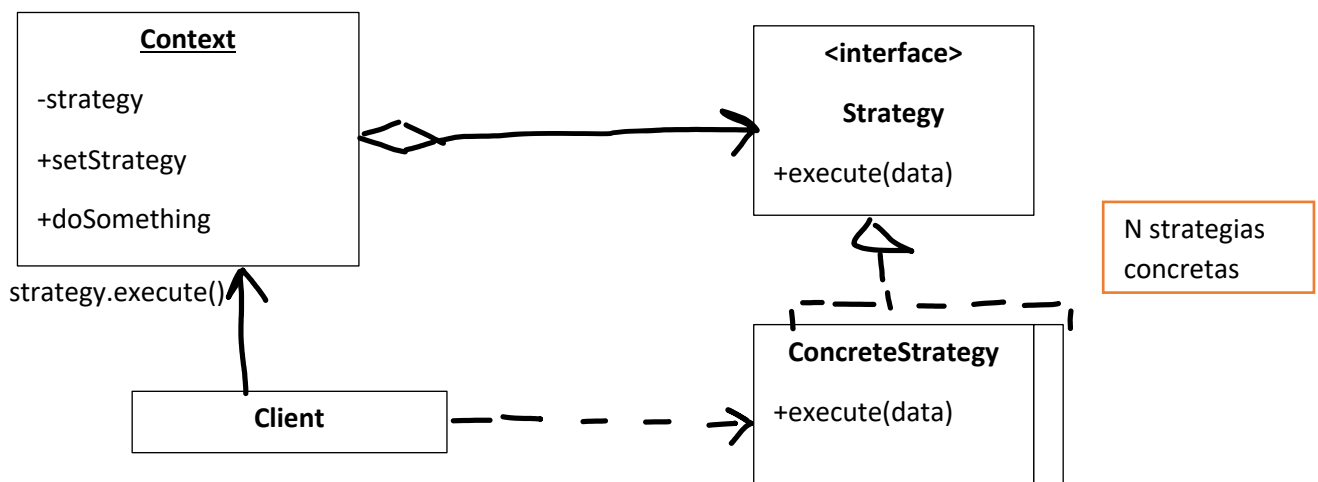 Context
-strategy
+setStrategy
+doSomething
strategy.execute()
<interface>
Strategy
+execute(data)
N strategias
concretas
ConcreteStrategy
+execute(data)
Client